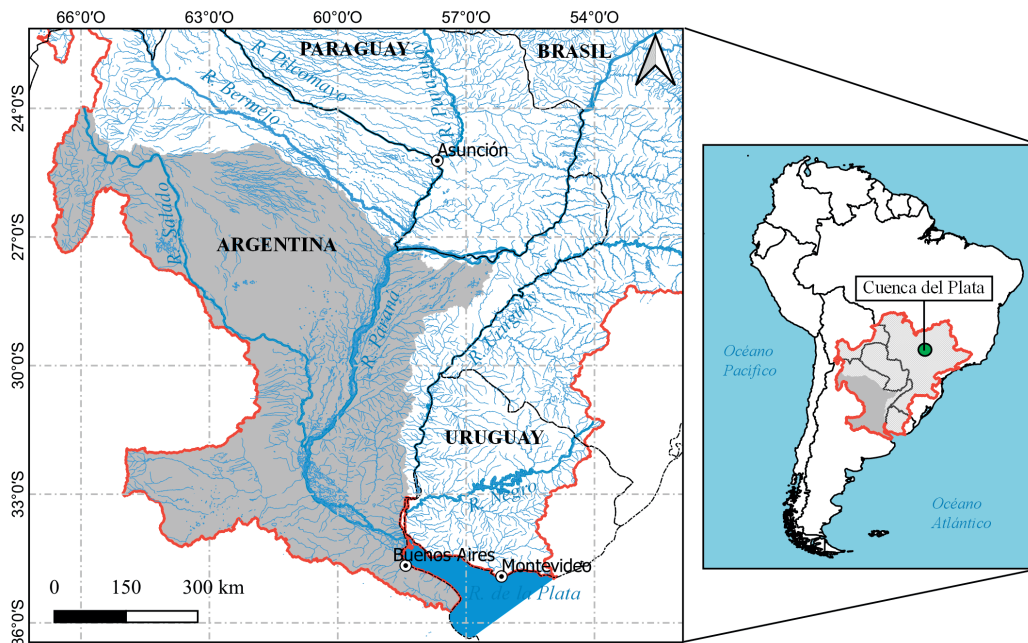 66°0'O 63°0'O 60°0'O 57°0'O 54°0'O
PARAGUAY
BRASIL
R. Pilcomayo
R. Bermejo
24°0'S
Asunción
R. Salado
27°0'S
ARGENTINA
R. Paraná
R. Uruguay
30°0'S
URUGUAY
33°0'S
R. Negro
Buenos Aires
Montevideo
R. de la Plata
0 150 300 km
36°0'S
Cuenca del Plata
Océano
Pacífico
Océano
Atlántico